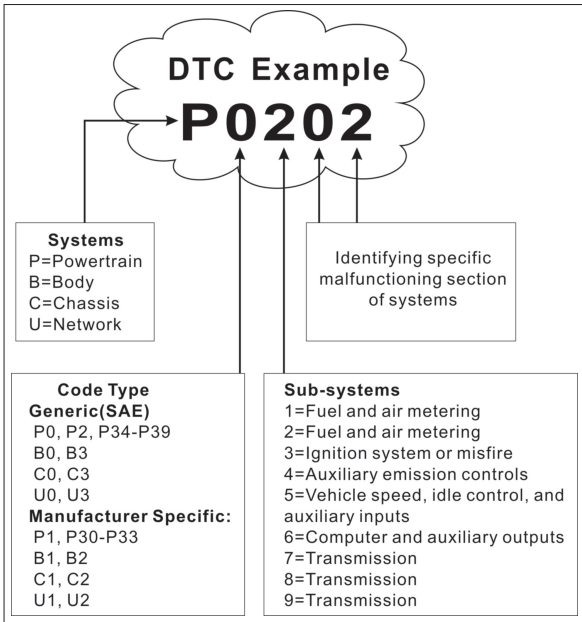 DTC Example
P0202
Systems
P=Powertrain
B=Body
C=Chassis
U=Network
Identifying specific
malfunctioning section
of systems
Code Type
Generic(SAE)
P0, P2, P34-P39
B0, B3
C0, C3
U0, U3
Manufacturer Specific:
P1, P30-P33
B1, B2
C1, C2
U1, U2
Sub-systems
1=Fuel and air metering
2=Fuel and air metering
3=Ignition system or misfire
4=Auxiliary emission controls
5=Vehicle speed, idle control, and
auxiliary inputs
6=Computer and auxiliary outputs
7=Transmission
8=Transmission
9=Transmission